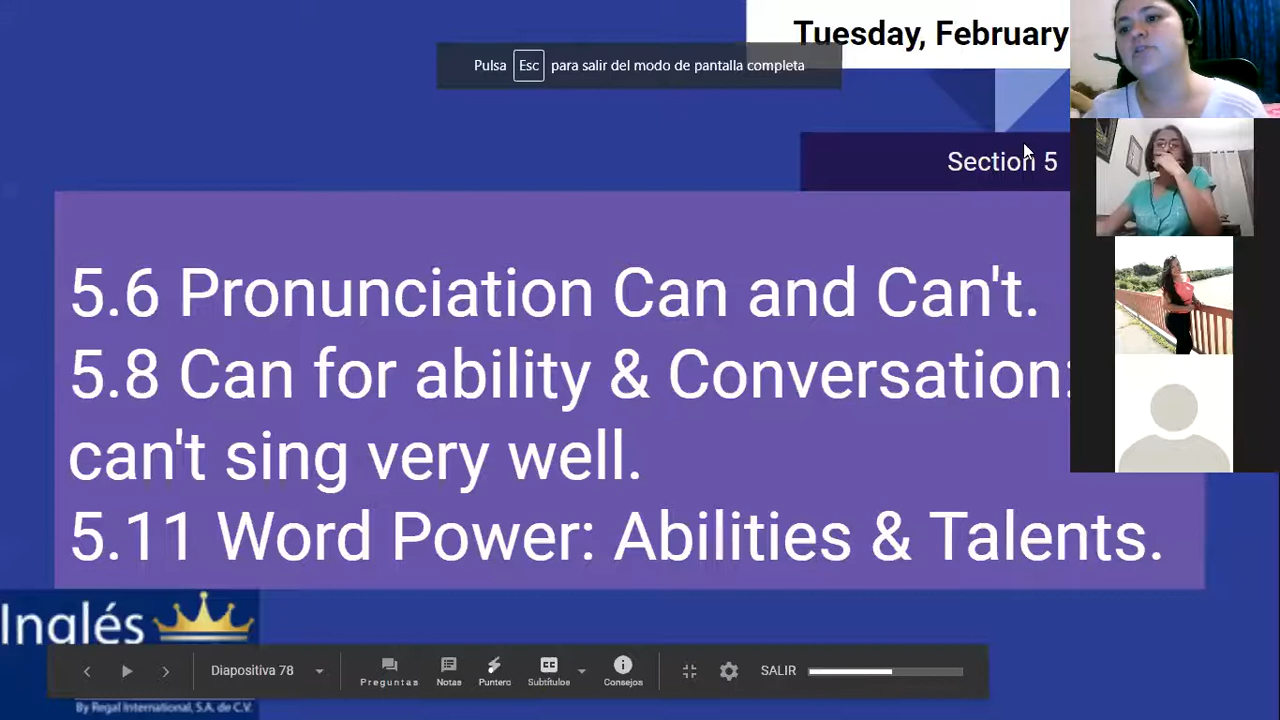 Tuesday, February
Pulsa Esc para salir del modo de pantalla completa
Section 5
5.6 Pronunciation Can and Can't.
5.8 Can for ability & Conversation:
can't sing very well.
5.11 Word Power: Abilities & Talents.
Inglés
Diapositiva 78
Preguntas
Notas
Puntero
Subtítulos
Consejos
SALIR
By Regal International, S.A. de C.V.